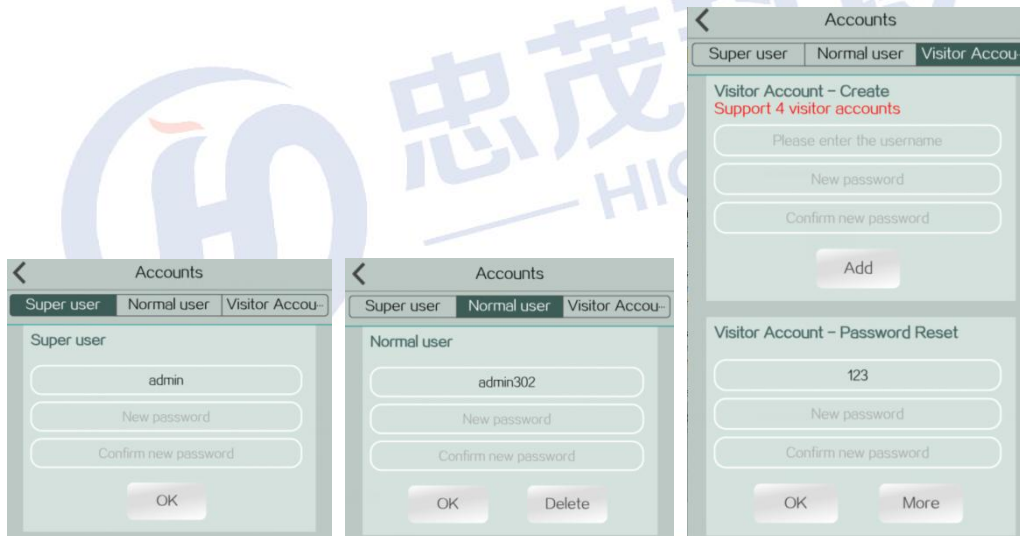 忠茂
HIG
Accounts
Super user Normal user Visitor Accou···
Super user
admin
New password
Confirm new password
OK
Accounts
Super user Normal user Visitor Accou···
Normal user
admin302
New password
Confirm new password
OK Delete
Accounts
Super user Normal user Visitor Accou-
Visitor Account - Create
Support 4 visitor accounts
Please enter the username
New password
Confirm new password
Add
Visitor Account - Password Reset
123
New password
Confirm new password
OK More